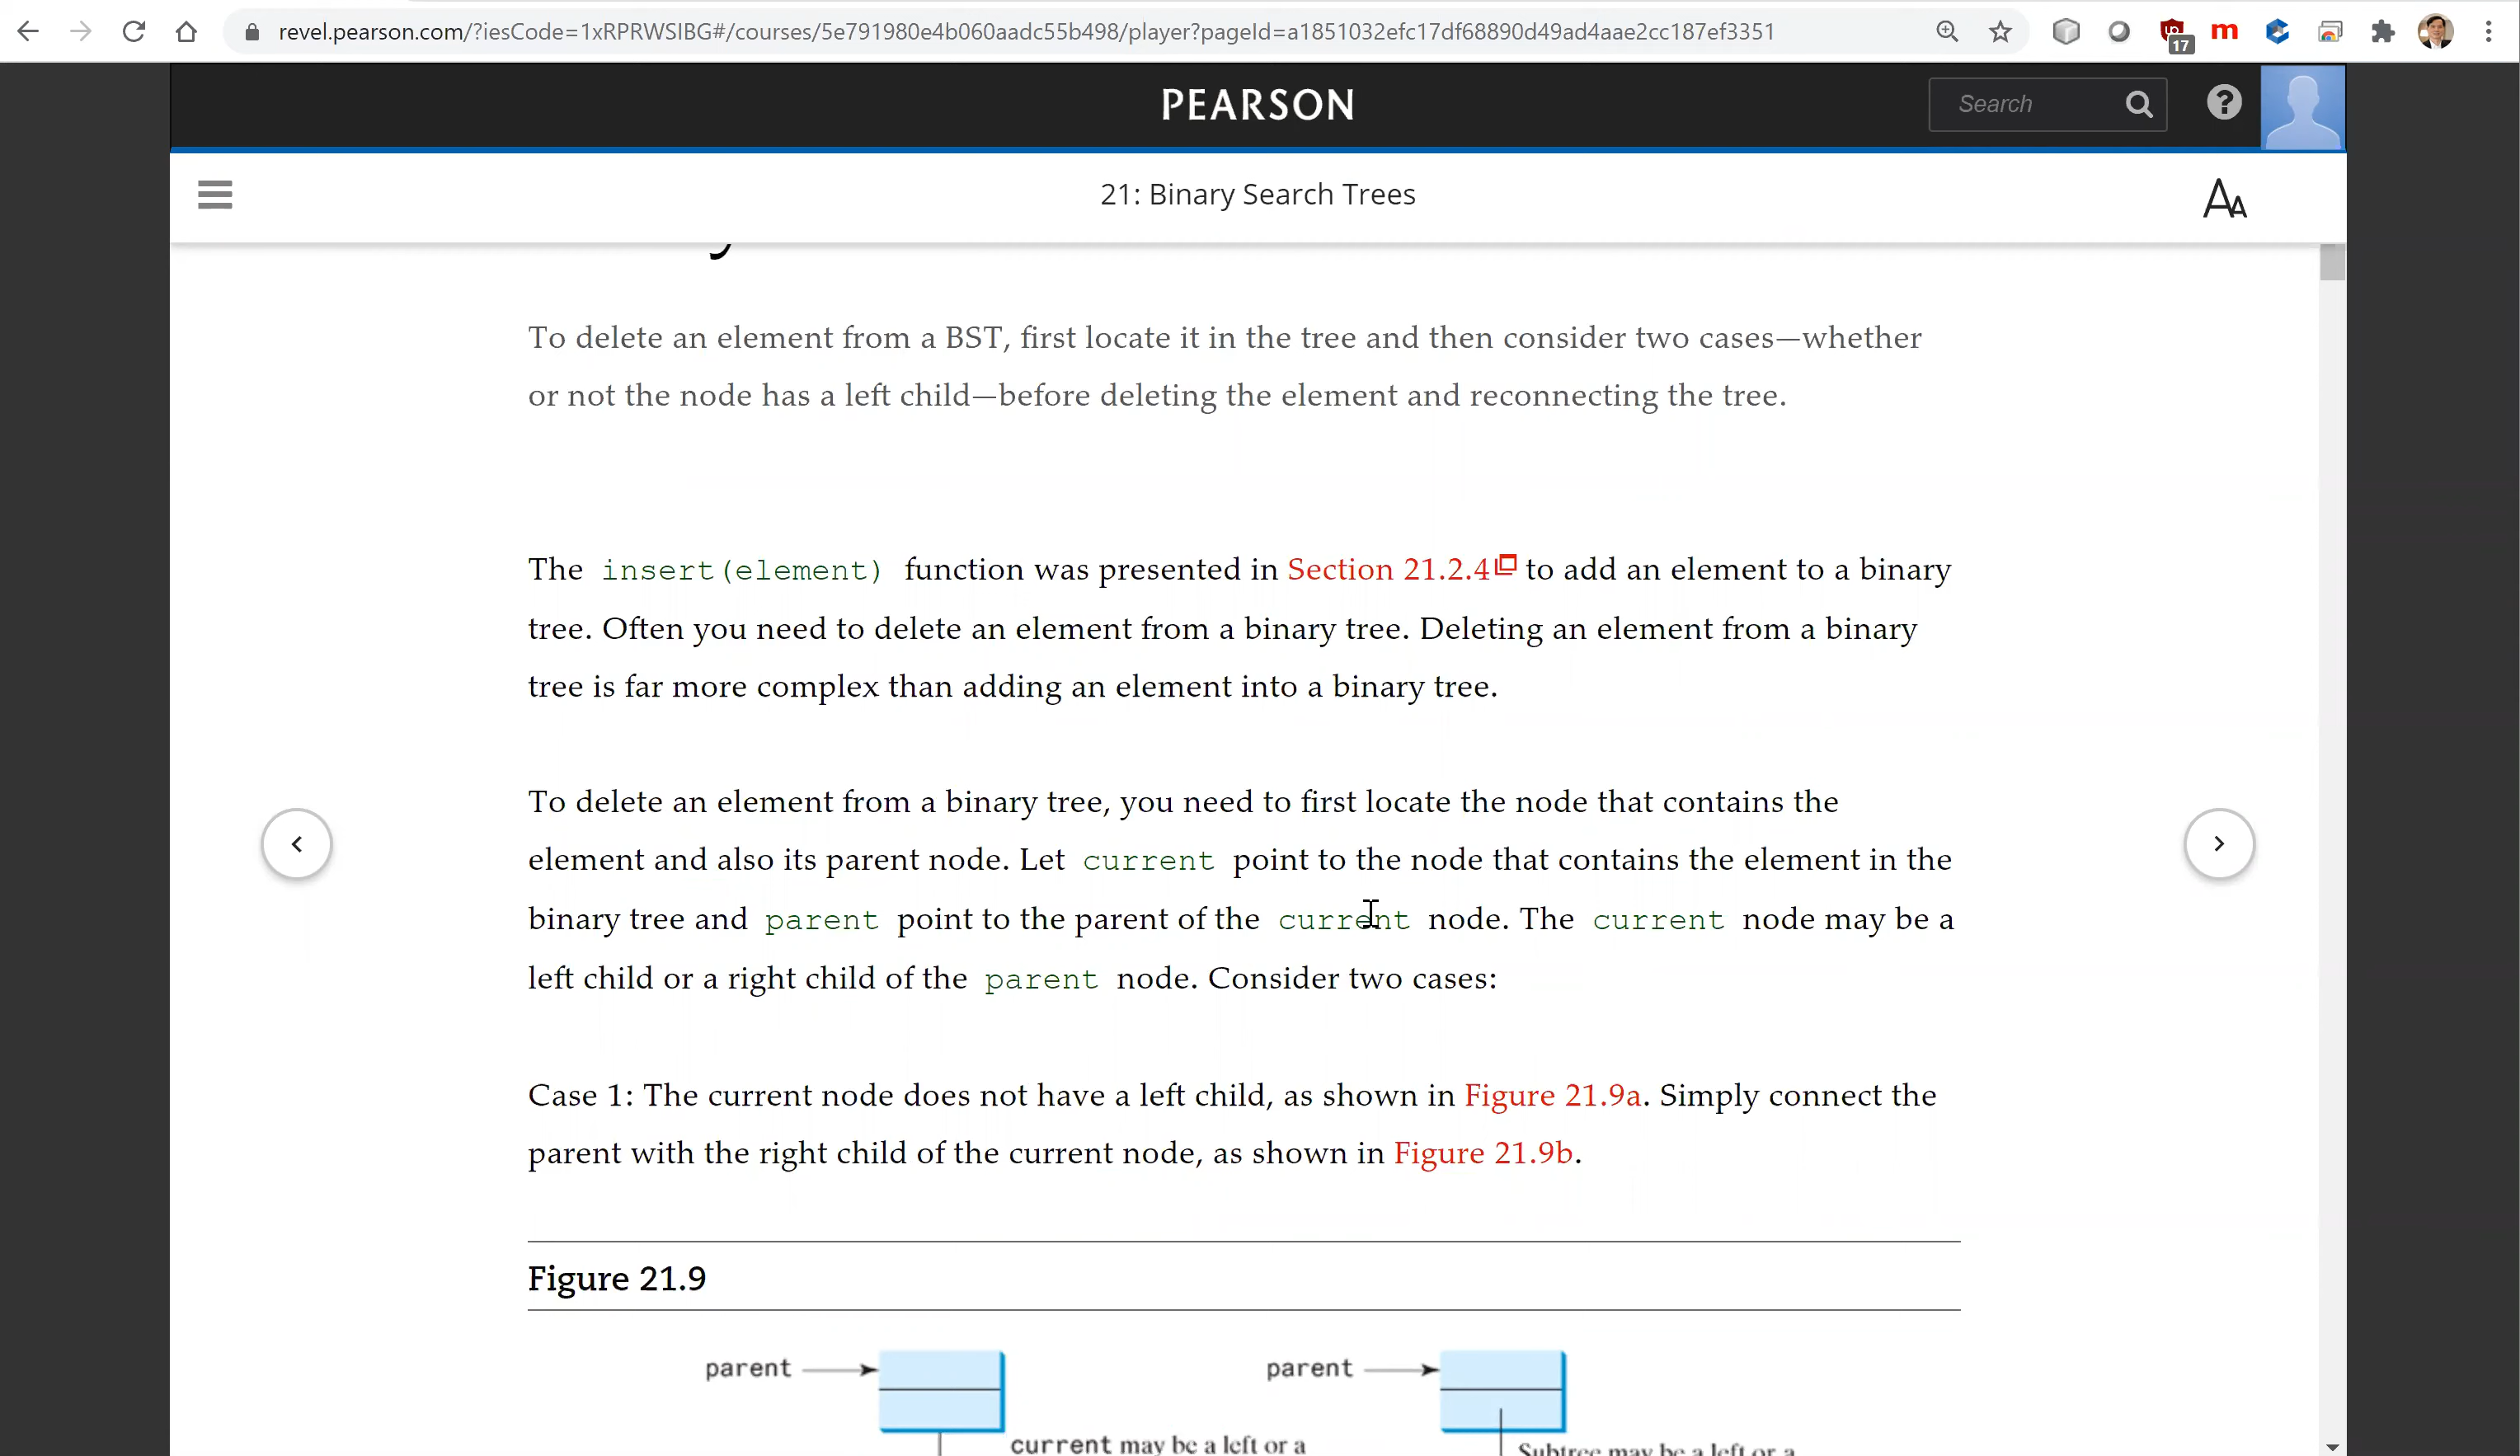 revel.pearson.com/?iesCode=1xRPRWSIBG#/courses/5e791980e4b060aadc55b498/player?pageId=a1851032efc17df68890d49ad4aae2cc187ef3351
17
m
PEARSON
Search
?
21: Binary Search Trees
AA
To delete an element from a BST, first locate it in the tree and then consider two cases—whether
or not the node has a left child—before deleting the element and reconnecting the tree.
The insert(element) function was presented in Section 21.2.4 to add an element to a binary
tree. Often you need to delete an element from a binary tree. Deleting an element from a binary
tree is far more complex than adding an element into a binary tree.
To delete an element from a binary tree, you need to first locate the node that contains the
element and also its parent node. Let current point to the node that contains the element in the
binary tree and parent point to the parent of the current node. The current node may be a
left child or a right child of the parent node. Consider two cases:
Case 1: The current node does not have a left child, as shown in Figure 21.9a. Simply connect the
parent with the right child of the current node, as shown in Figure 21.9b.
Figure 21.9
parent
parent
current may be a left or a
Subtree may be a left or a